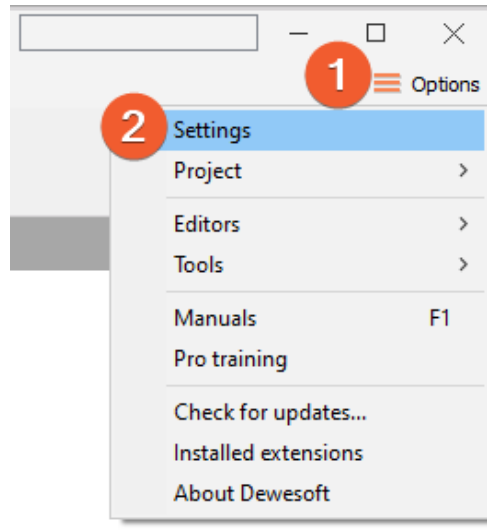 1
Options
2
Settings
Project
Editors
Tools
Manuals F1
Pro training
Check for updates...
Installed extensions
About Dewesoft